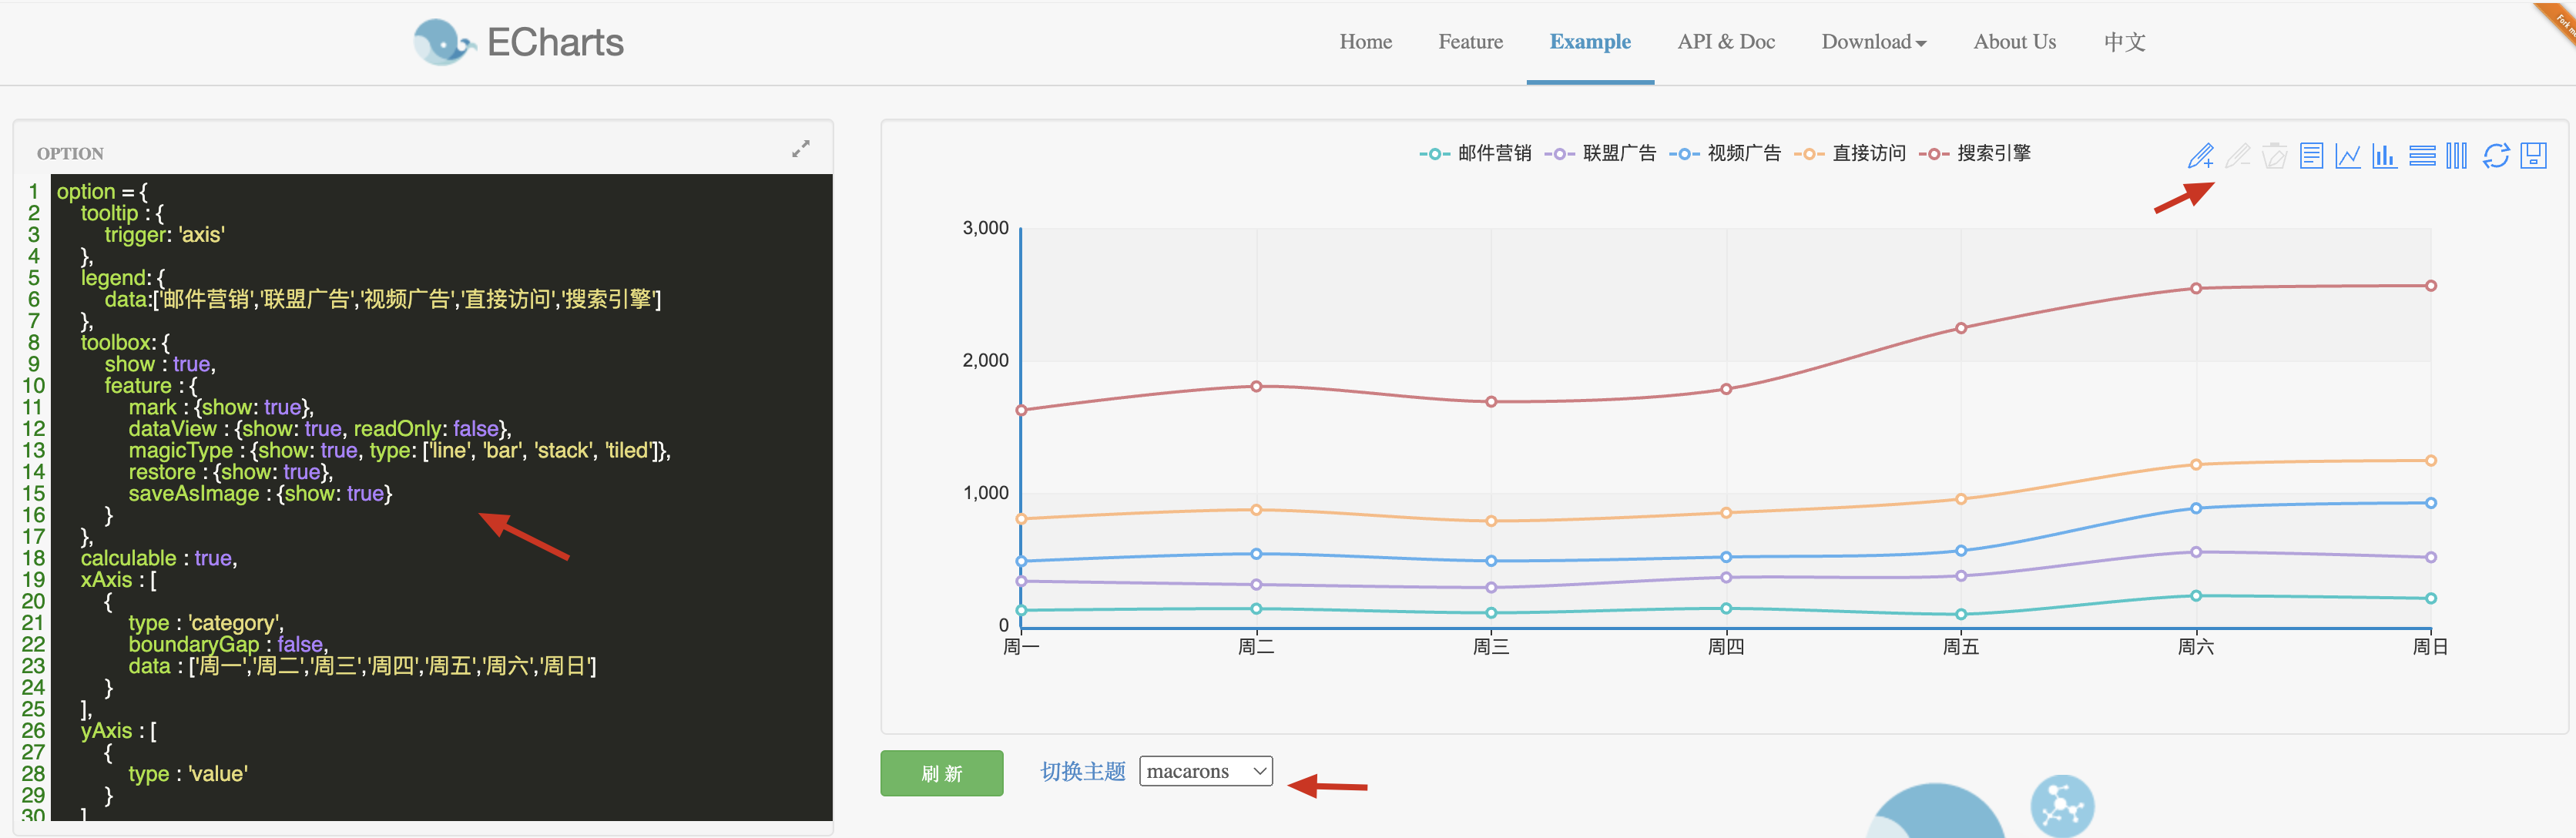 ECharts
Home Feature Example API & Doc Download About Us 中文
Fork m
OPTION
1 option = {
2 tooltip : {
3 trigger: 'axis'
4 },
5 legend: {
6 data:['邮件营销','联盟广告','视频广告','直接访问','搜索引擎']
7 },
8 toolbox: {
9 show : true,
10 feature : {
11 mark : {show: true},
12 dataView : {show: true, readOnly: false},
13 magicType : {show: true, type: ['line', 'bar', 'stack', 'tiled']},
14 restore : {show: true},
15 saveAsImage : {show: true}
16 }
17 },
18 calculable : true,
19 xAxis : [
20 {
21 type : 'category',
22 boundaryGap : false,
23 data : ['周一','周二','周三','周四','周五','周六','周日']
24 }
25 ],
26 yAxis : [
27 {
28 type : 'value'
29 }
30 ]
邮件营销 联盟广告 视频广告 直接访问 搜索引擎
3,000
2,000
1,000
0
周一 周二 周三 周四 周五 周六 周日
刷 新 切换主题 macarons